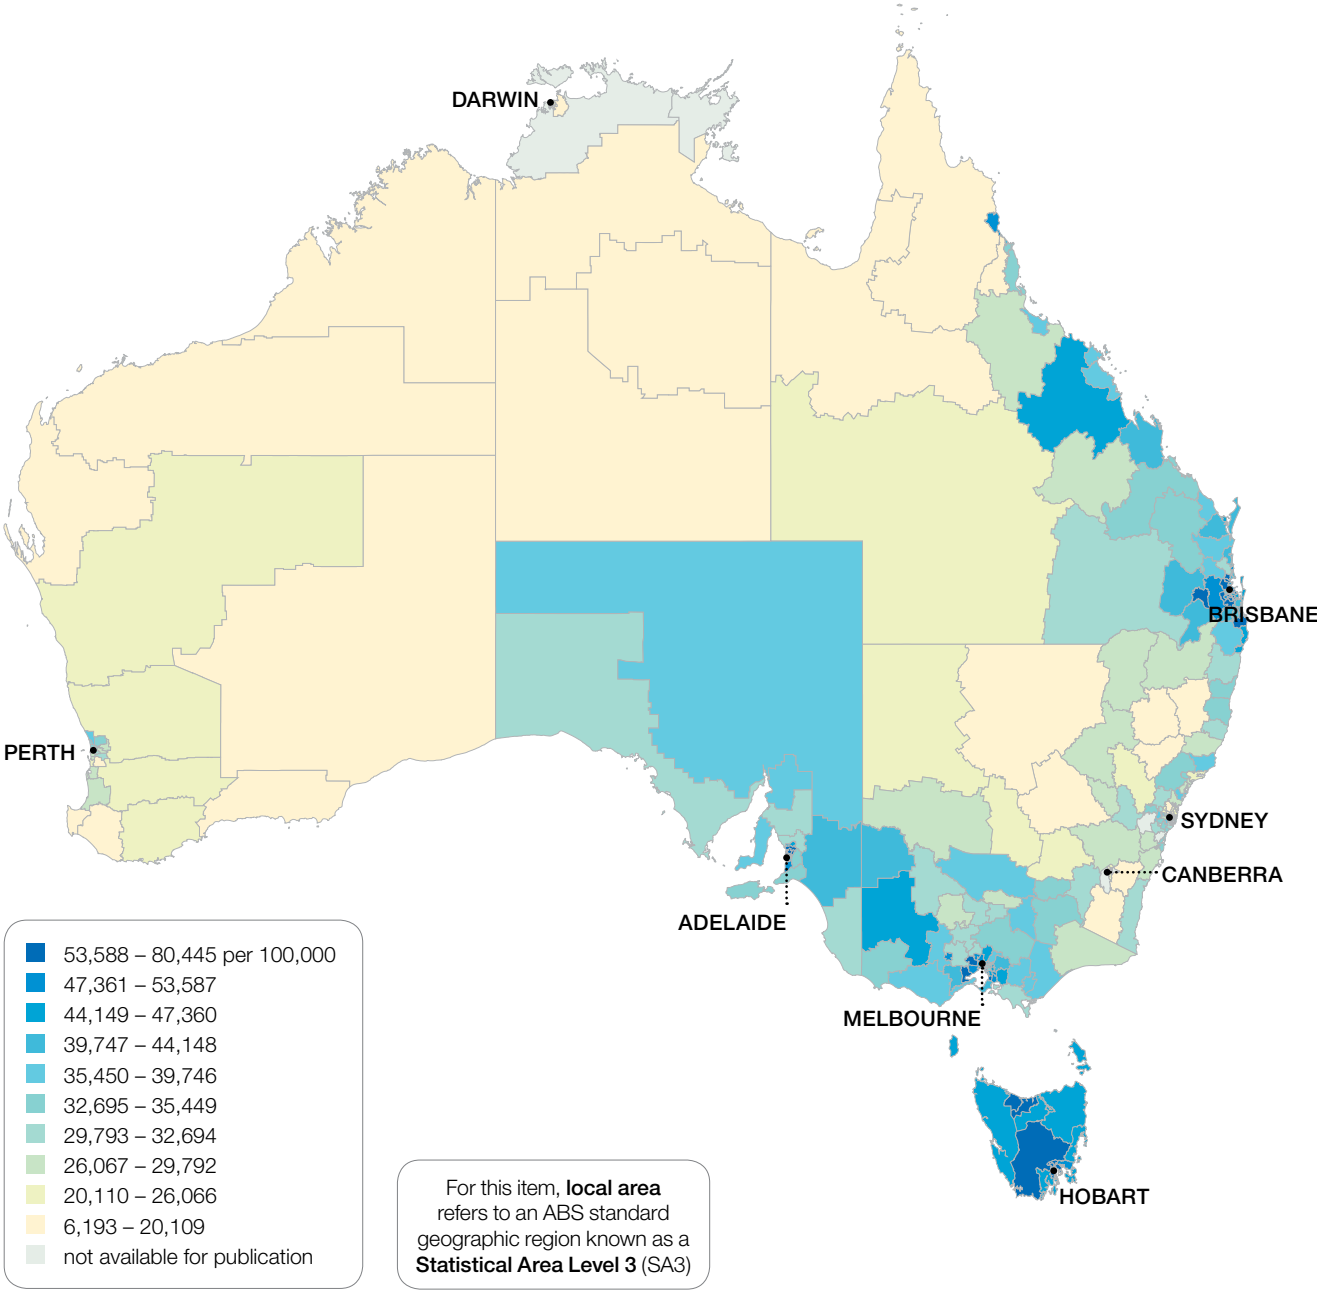 DARWIN
BRISBANE
PERTH
SYDNEY
CANBERRA
ADELAIDE
MELBOURNE
HOBART
53,588 – 80,445 per 100,000
47,361 – 53,587
44,149 – 47,360
39,747 – 44,148
35,450 – 39,746
32,695 – 35,449
29,793 – 32,694
26,067 – 29,792
20,110 – 26,066
6,193 – 20,109
not available for publication
For this item, local area
refers to an ABS standard
geographic region known as a
Statistical Area Level 3 (SA3)